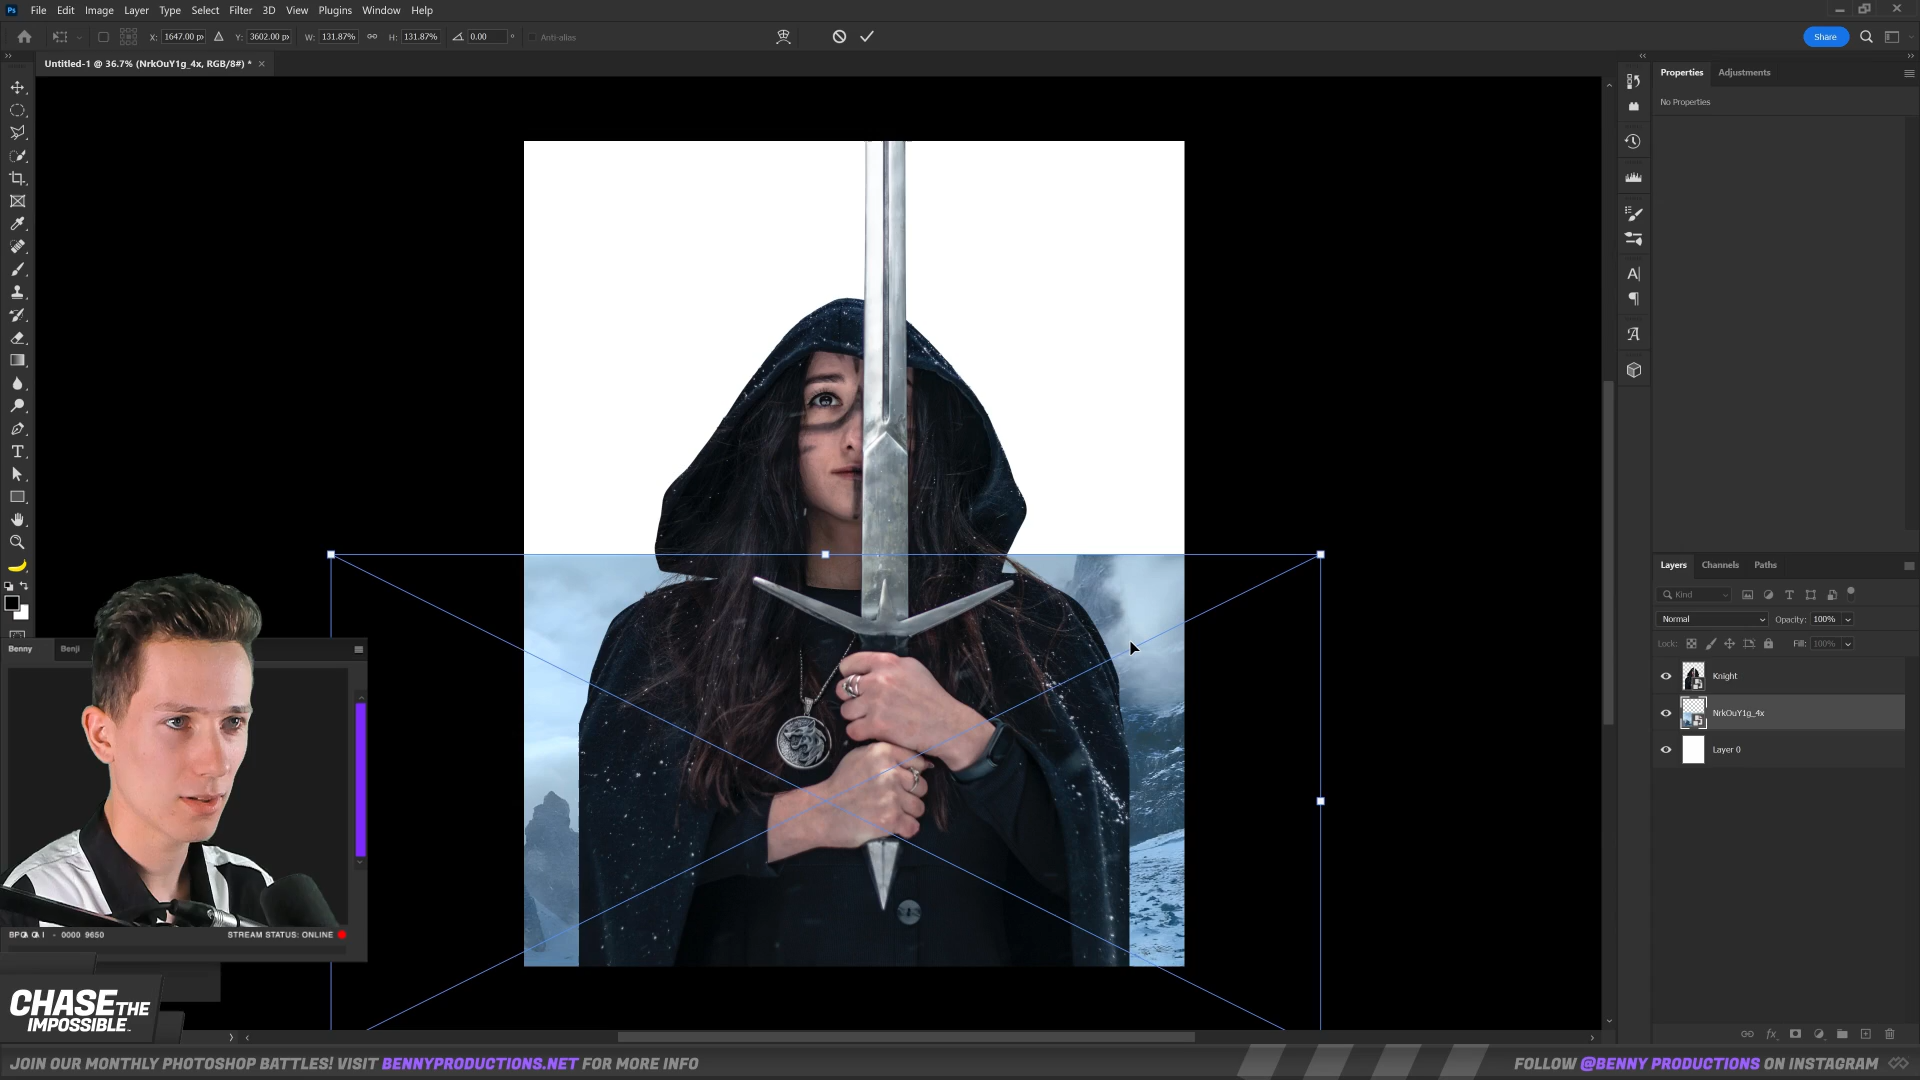 Ps File Edit Image Layer Type Select Filter 3D View Plugins Window Help
X: 1647.00 px Y: 3602.00 px W: 131.87% H: 131.87% 0.00 ° Anti-alias Share
Untitled-1 @ 36.7% (NrkOuY1g_4x, RGB/8#) * ×
Properties Adjustments
No Properties
Layers Channels Paths
Kind
Normal Opacity: 100%
Lock: Fill: 100%
Knight
NrkOuY1g_4x
Layer 0
Benny Benji
STREAM STATUS: ONLINE
CHASE THE
IMPOSSIBLE
JOIN OUR MONTHLY PHOTOSHOP BATTLES! VISIT BENNYPRODUCTIONS.NET FOR MORE INFO
FOLLOW @BENNY PRODUCTIONS ON INSTAGRAM